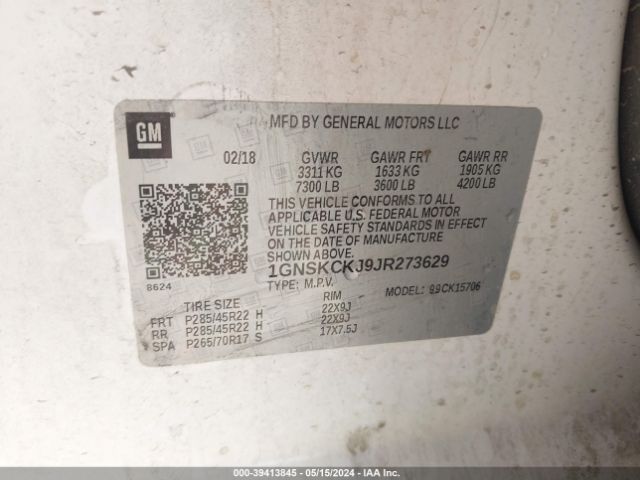 GM
MFD BY GENERAL MOTORS LLC
02/18 GVWR GAWR FRT GAWR RR
3311 KG 1633 KG 1905 KG
7300 LB 3600 LB 4200 LB
THIS VEHICLE CONFORMS TO ALL
APPLICABLE U.S. FEDERAL MOTOR
VEHICLE SAFETY STANDARDS IN EFFECT
ON THE DATE OF MANUFACTURE
SHOWN ABOVE.
8624
1GNSKCKJ9JR273629
TYPE: M.P.V. MODEL: 9.9CK15706
TIRE SIZE RIM
FRT P285/45R22 H 22X9J
RR P285/45R22 H 22X9J
SPA P265/70R17 S 17X7.5J
000-39413845 - 05/15/2024 - IAA Inc.